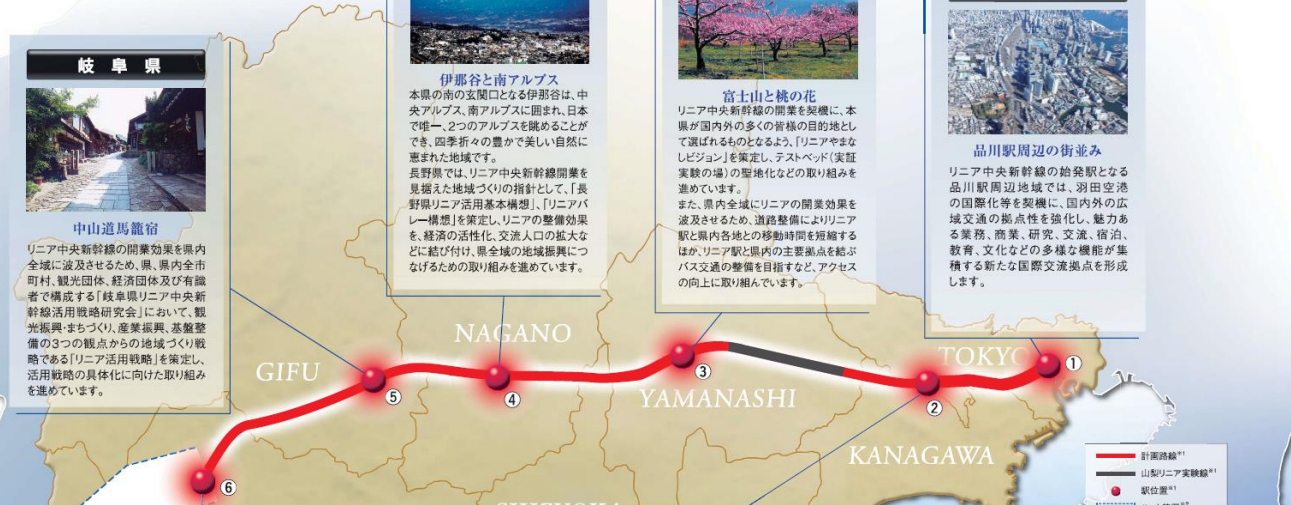 岐阜県
中山道馬籠宿
リニア中央新幹線の開業効果を県内
全域に波及させるため、県、県内全市
町村、観光団体、経済団体及び有識
者で構成する「岐阜県リニア中央新
幹線活用戦略研究会」において、観
光振興・まちづくり、産業振興、基盤整
備の3つの観点からの地域づくり戦
略である「リニア活用戦略」を策定し、
活用戦略の具体化に向けた取り組み
を進めています。
伊那谷と南アルプス
本県の南の玄関口となる伊那谷は、中
央アルプス、南アルプスに囲まれ、日本
で唯一、2つのアルプスを眺めることが
でき、四季折々の豊かで美しい自然に
恵まれた地域です。
長野県では、リニア中央新幹線開業を
見据えた地域づくりの指針として、「長
野県リニア活用基本構想」、「リニアバ
レー構想」を策定し、リニアの整備効果
を、経済の活性化、交流人口の拡大な
どに結び付け、県全域の地域振興につ
なげるための取り組みを進めています。
富士山と桃の花
リニア中央新幹線の開業を契機に、本
県が国内外の多くの皆様の目的地とし
て選ばれるものとなるよう、「リニアやまな
しビジョン」を策定し、テストベッド(実証
実験の場)の聖地化などの取り組みを
進めています。
また、県内全域にリニアの開業効果を
波及させるため、道路整備によりリニア
駅と県内各地との移動時間を短縮する
ほか、リニア駅と県内の主要拠点を結ぶ
バス交通の整備を目指すなど、アクセス
の向上に取り組んでいます。
品川駅周辺の街並み
リニア中央新幹線の始発駅となる
品川駅周辺地域では、羽田空港
の国際化等を契機に、国内外の広
域交通の拠点性を強化し、魅力あ
る業務、商業、研究、交流、宿泊、
教育、文化などの多様な機能が集
積する新たな国際交流拠点を形成
します。
NAGANO
GIFU
YAMANASHI
TOKYO
KANAGAWA
①
②
③
④
⑤
⑥
計画路線※1
山梨リニア実験線※1
駅位置※1